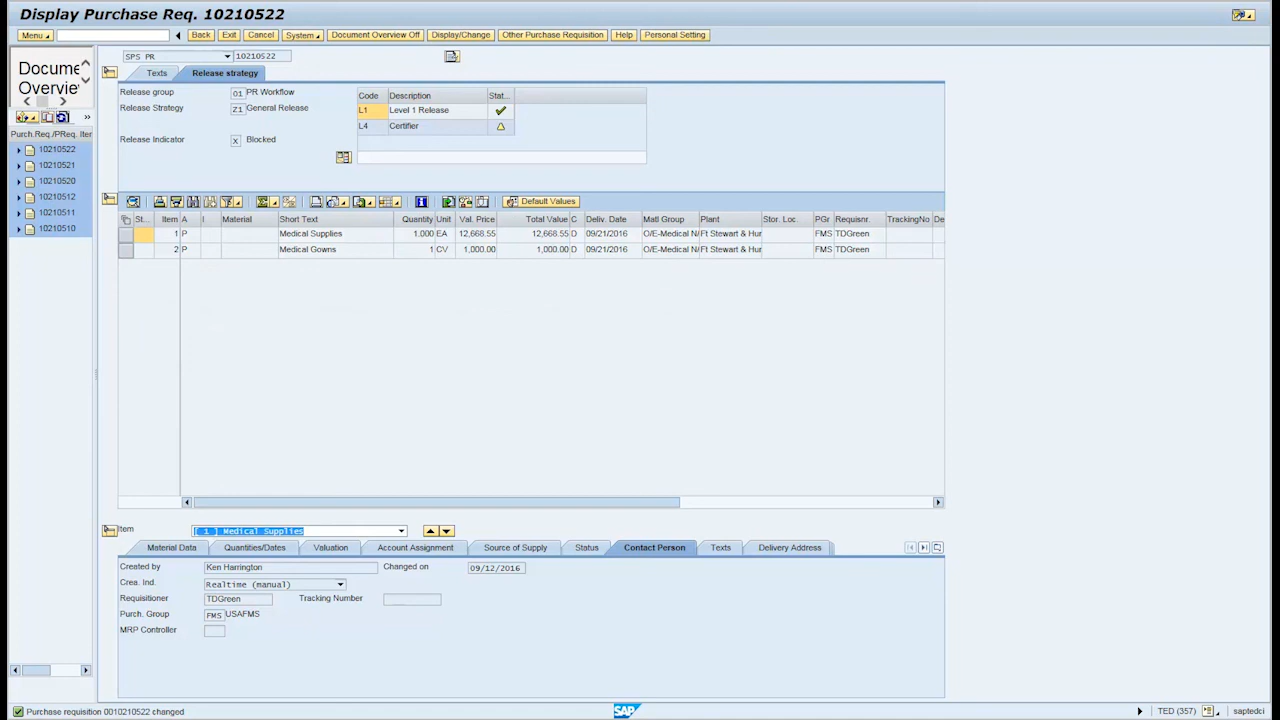 Display Purchase Req. 10210522
Menu Back Exit Cancel System Document Overview Off Display/Change Other Purchase Requisition Help Personal Setting
Docume
Overvie
SPS PR 10210522
Texts Release strategy
Release group 01 PR Workflow
Release Strategy Z1 General Release
Release Indicator X Blocked
Code Description Stat...
L1 Level 1 Release
L4 Certifier
Purch.Req./PReq. Iter
10210522
10210521
10210520
10210512
10210511
10210510
Default Values
St... Item A I Material Short Text Quantity Unit Val. Price Total Value C Deliv. Date Matl Group Plant Stor. Loc. PGr Requisnr. TrackingNo De
1 P Medical Supplies 1.000 EA 12,668.55 12,668.55 D 09/21/2016 O/E-Medical N/ Ft Stewart & Hur FMS TDGreen
2 P Medical Gowns 1 CV 1,000.00 1,000.00 D 09/21/2016 O/E-Medical N/ Ft Stewart & Hur FMS TDGreen
Item [ 1 ] Medical Supplies
Material Data Quantities/Dates Valuation Account Assignment Source of Supply Status Contact Person Texts Delivery Address
Created by Ken Harrington Changed on 09/12/2016
Crea. Ind. Realtime (manual)
Requisitioner TDGreen Tracking Number
Purch. Group FMS USAFMS
MRP Controller
Purchase requisition 0010210522 changed SAP TED (357) saptedci